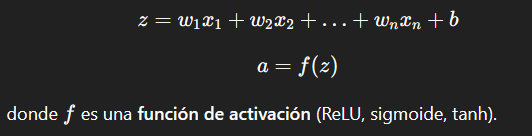 z = w₁x₁ + w₂x₂ + … + wₙxₙ + b
a = f(z)
donde f es una función de activación (ReLU, sigmoide, tanh).